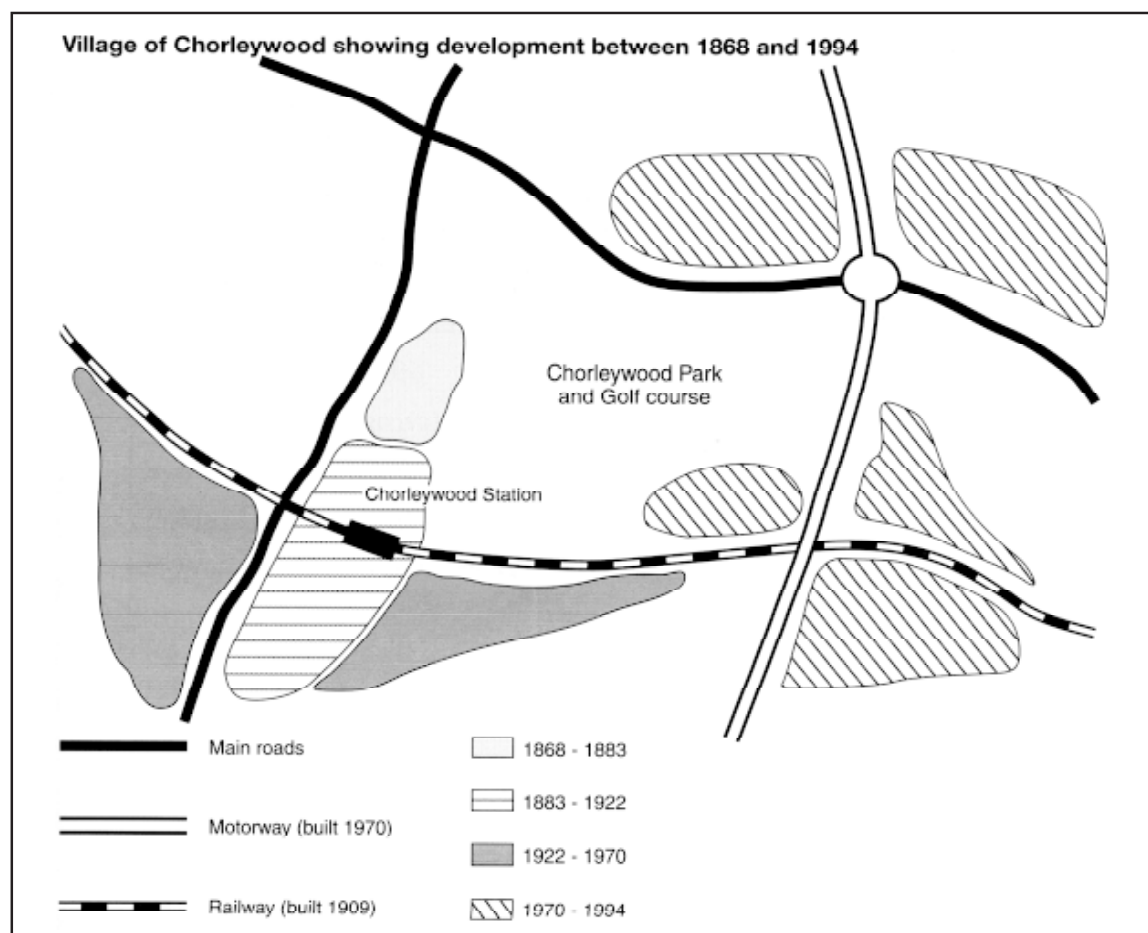 Village of Chorleywood showing development between 1868 and 1994
Chorleywood Park
and Golf course
Chorleywood Station
Main roads
Motorway (built 1970)
Railway (built 1909)
1868 - 1883
1883 - 1922
1922 - 1970
1970 - 1994